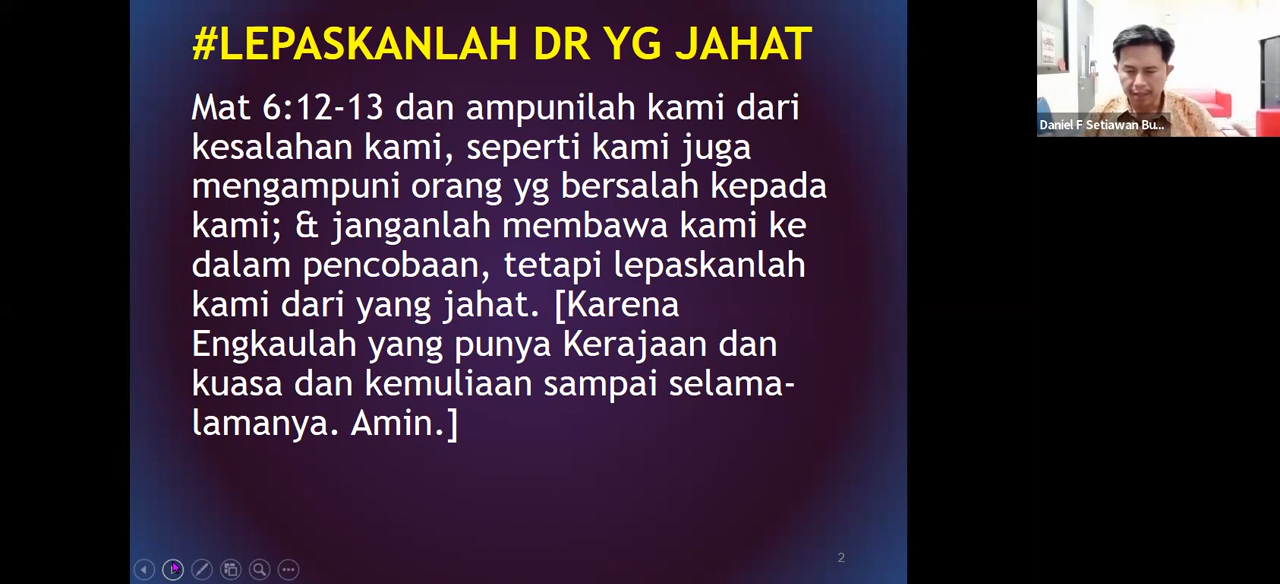 #LEPASKANLAH DR YG JAHAT
Mat 6:12-13 dan ampunilah kami dari
kesalahan kami, seperti kami juga
mengampuni orang yg bersalah kepada
kami; & janganlah membawa kami ke
dalam pencobaan, tetapi lepaskanlah
kami dari yang jahat. [Karena
Engkaulah yang punya Kerajaan dan
kuasa dan kemuliaan sampai selama-
lamanya. Amin.]
2
Daniel F Setiawan Bu...